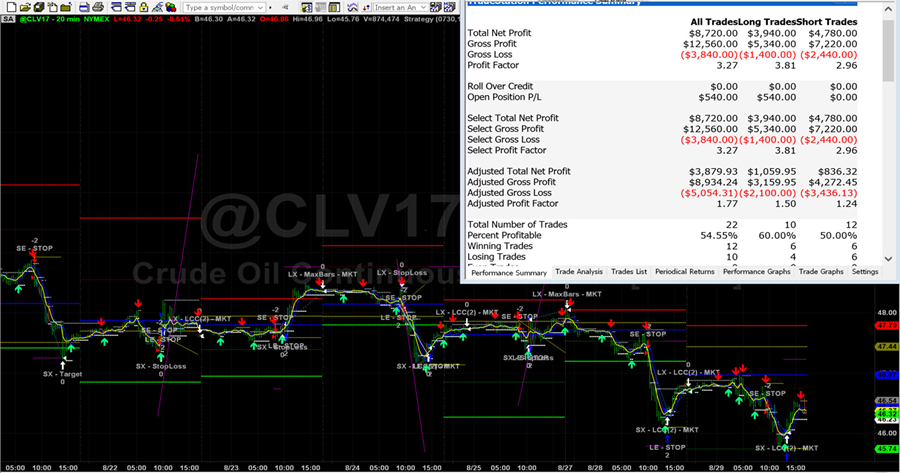 Type a symbol/comm
Insert an An
SA @CLV17 - 20 min NYMEX L=46.32 -0.25 -0.54% B=46.30 A=46.32 O=46.86 Hi=46.96 Lo=45.76 V=874,474 Strategy (0730,1
TradeStation Performance Summary
All Trades Long Trades Short Trades
Total Net Profit $8,720.00 $3,940.00 $4,780.00
Gross Profit $12,560.00 $5,340.00 $7,220.00
Gross Loss ($3,840.00) ($1,400.00) ($2,440.00)
Profit Factor 3.27 3.81 2.96
Roll Over Credit $0.00 $0.00 $0.00
Open Position P/L $540.00 $540.00 $0.00
Select Total Net Profit $8,720.00 $3,940.00 $4,780.00
Select Gross Profit $12,560.00 $5,340.00 $7,220.00
Select Gross Loss ($3,840.00) ($1,400.00) ($2,440.00)
Select Profit Factor 3.27 3.81 2.96
Adjusted Total Net Profit $3,879.93 $1,059.95 $836.32
Adjusted Gross Profit $8,934.24 $3,159.95 $4,272.45
Adjusted Gross Loss ($5,054.31) ($2,100.00) ($3,436.13)
Adjusted Profit Factor 1.77 1.50 1.24
Total Number of Trades 22 10 12
Percent Profitable 54.55% 60.00% 50.00%
Winning Trades 12 6 6
Losing Trades 10 4 6
Performance Summary Trade Analysis Trades List Periodical Returns Performance Graphs Trade Graphs Settings
@CLV17
Crude Oil Continuous
-2
SE - STOP
SX - Target
0
LX - LCC(2) - MKT
LE - STOP
SX - StopLoss
0
SE - STOP
0
LX - MaxBars - MKT
0
LX - StopLoss
SE - STOP
LE - STOP
2
0
LX - LCC(2) - MKT
-2
SE - STOP
0
LX - MaxBars - MKT
-2
SE - STOP
0
LX - LCC(2) - MKT
SX - LCC(2) - MKT
LE - STOP
2
-2
SE - STOP
SX - LCC(2) - MKT
48.00
47.79
47.44
46.54
46.32
46.00
45.74
05:00 10:00 15:00 8/22 05:00 10:00 15:00 8/23 05:00 10:00 15:00 8/24 05:00 10:00 15:00 8/25 05:00 10:00 15:00 8/27 8/28 05:00 10:00 15:00 8/29 05:00 10:00 15:00